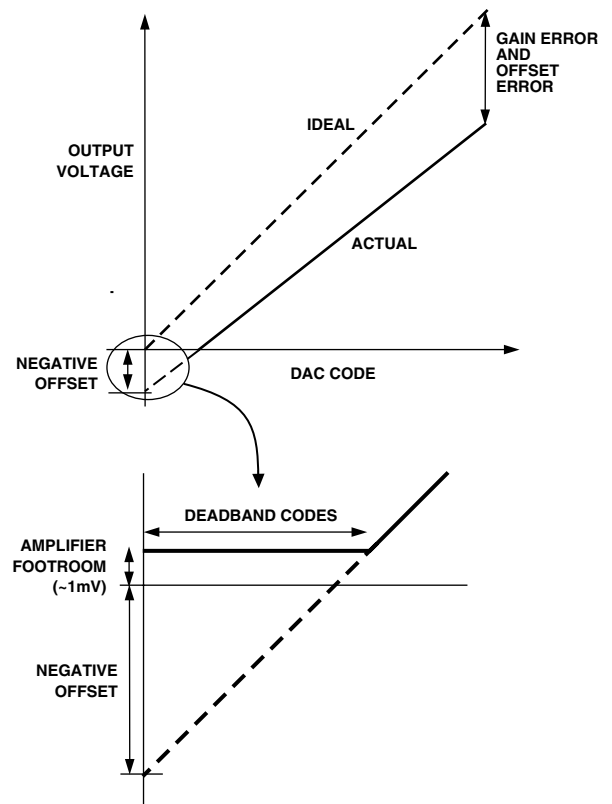 GAIN ERROR
AND
OFFSET
ERROR
IDEAL
OUTPUT
VOLTAGE
ACTUAL
NEGATIVE
OFFSET
DAC CODE
DEADBAND CODES
AMPLIFIER
FOOTROOM
(~1mV)
NEGATIVE
OFFSET